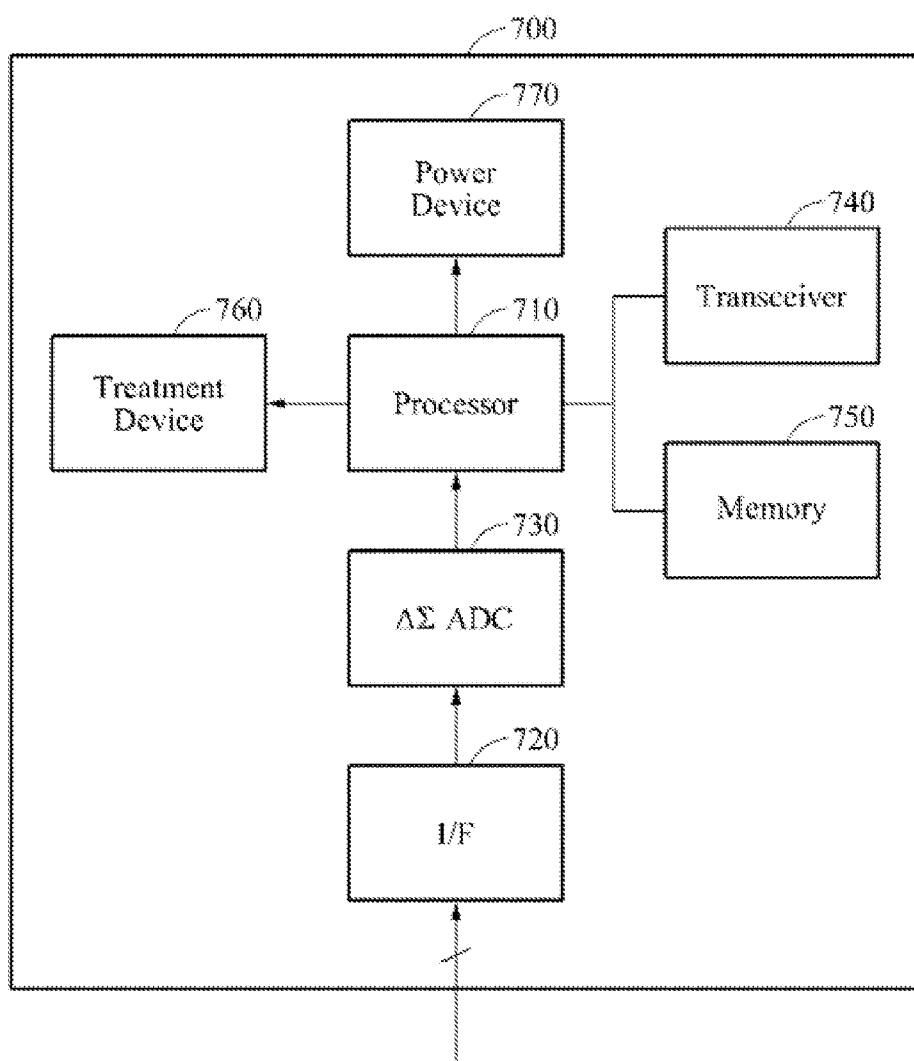 700
770
Power
Device
740
Transceiver
760
710
Treatment
Device
Processor
750
Memory
730
ΔΣ ADC
720
I/F